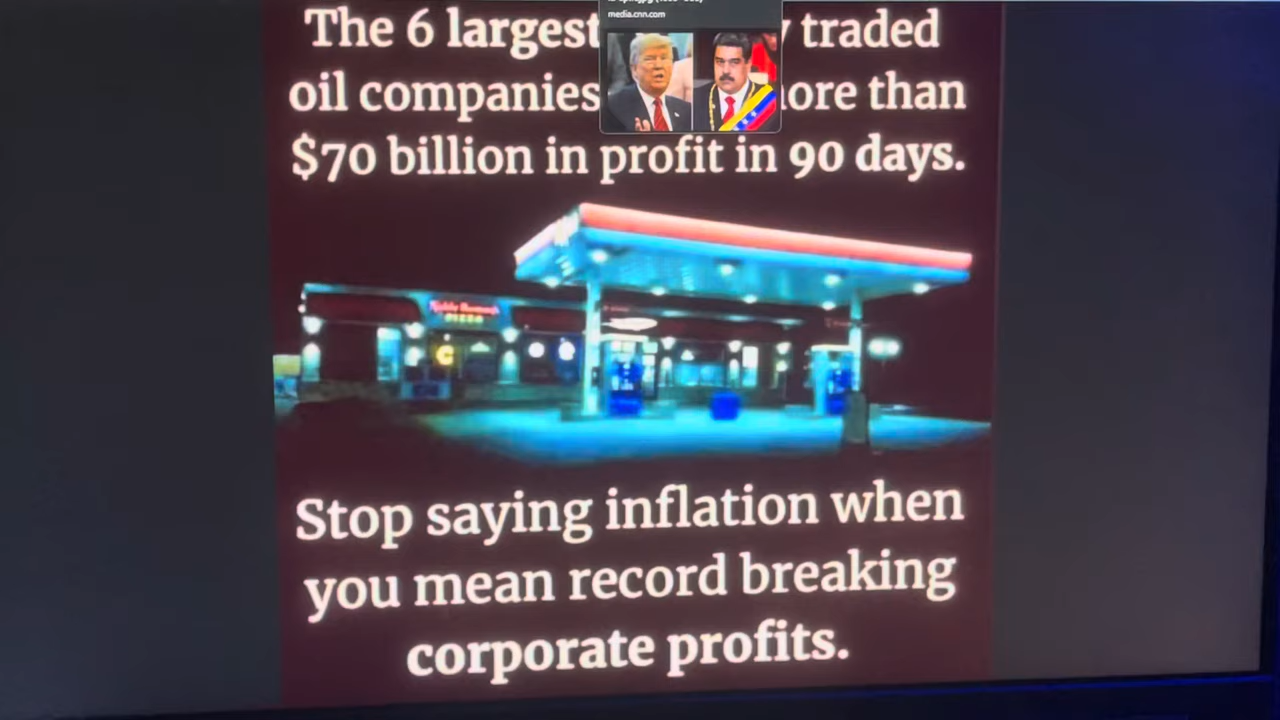 The 6 largest traded
media.cnn.com
oil companies ore than
$70 billion in profit in 90 days.
PIZZA
Stop saying inflation when
you mean record breaking
corporate profits.